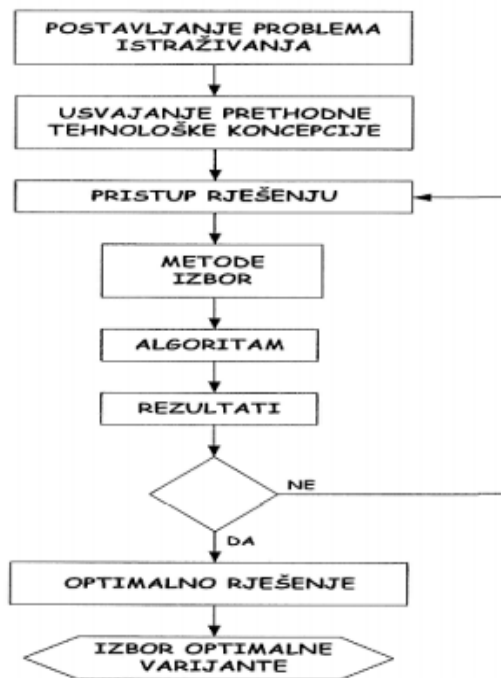 POSTAVLJANJE PROBLEMA
ISTRAŽIVANJA
USVAJANJE PRETHODNE
TEHNOLOŠKE KONCEPCIJE
PRISTUP RJEŠENJU
METODE
IZBOR
ALGORITAM
REZULTATI
NE
DA
OPTIMALNO RJEŠENJE
IZBOR OPTIMALNE
VARIJANTE